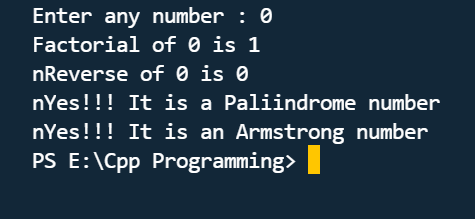 Enter any number : 0
Factorial of 0 is 1
nReverse of 0 is 0
nYes!!! It is a Paliindrome number
nYes!!! It is an Armstrong number
PS E:\Cpp Programming>